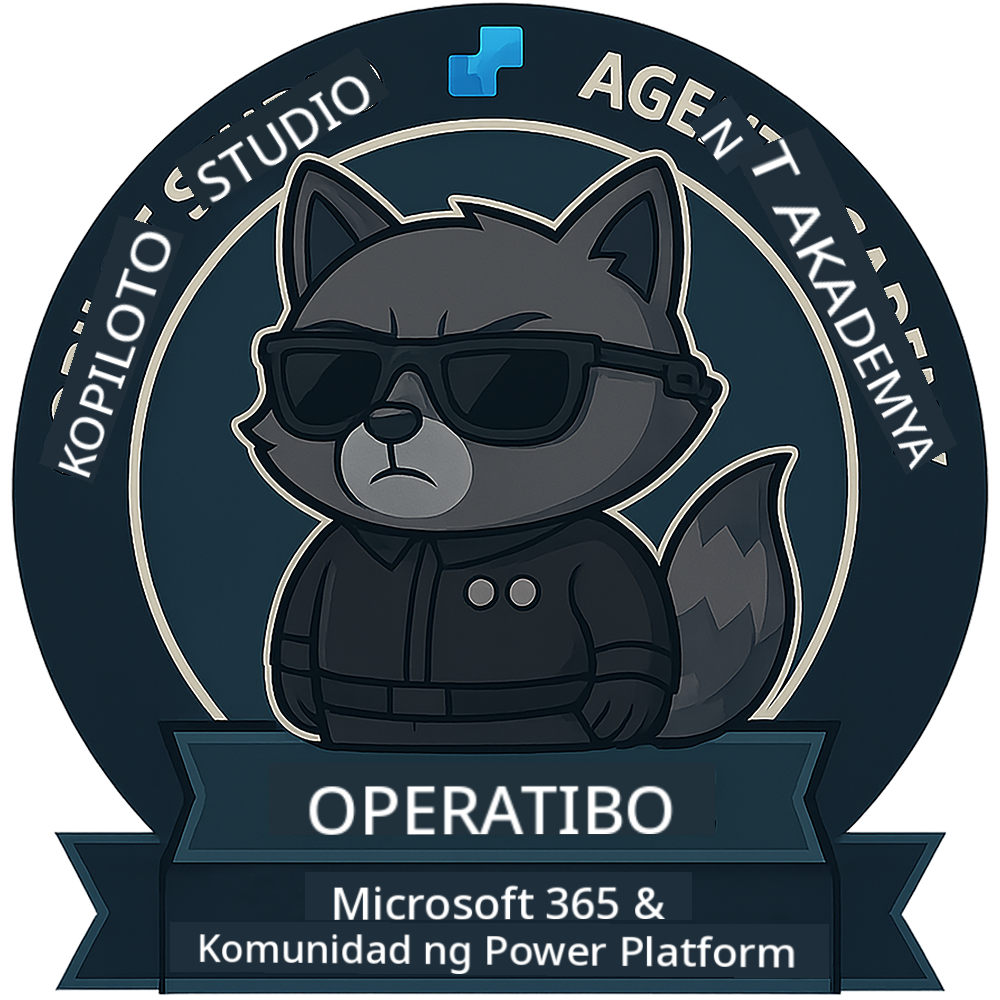 KOPILOTO STUDIO
AGENT AKADEMYA
OPERATIBO
Microsoft 365 &
Komunidad ng Power Platform